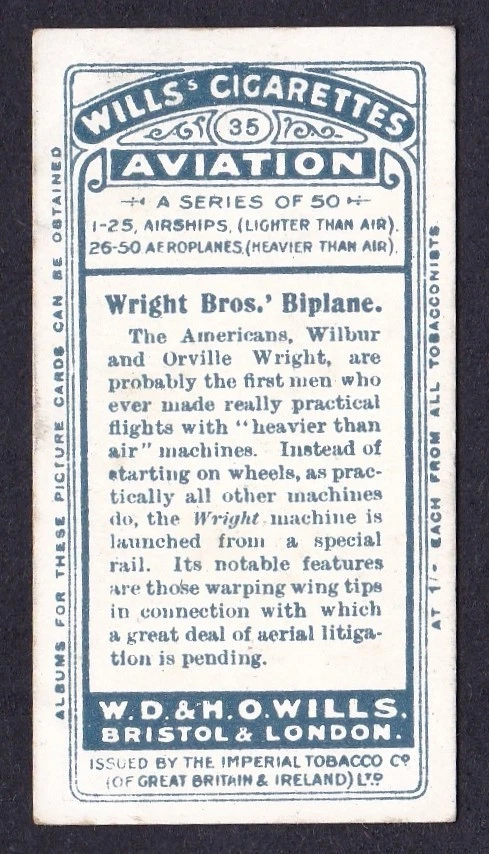 WILLS'S CIGARETTES
35
AVIATION
A SERIES OF 50
1-25, AIRSHIPS, (LIGHTER THAN AIR).
26-50 AEROPLANES, (HEAVIER THAN AIR).
Wright Bros.' Biplane.
The Americans, Wilbur
and Orville Wright, are
probably the first men who
ever made really practical
flights with "heavier than
air" machines. Instead of
starting on wheels, as prac-
tically all other machines
do, the Wright machine is
launched from a special
rail. Its notable features
are those warping wing tips
in connection with which
a great deal of aerial litiga-
tion is pending.
W.D. & H.O. WILLS.
BRISTOL & LONDON.
ISSUED BY THE IMPERIAL TOBACCO Co
(OF GREAT BRITAIN & IRELAND) LTD
ALBUMS FOR THESE PICTURE CARDS CAN BE OBTAINED
AT 1/- EACH FROM ALL TOBACCONISTS